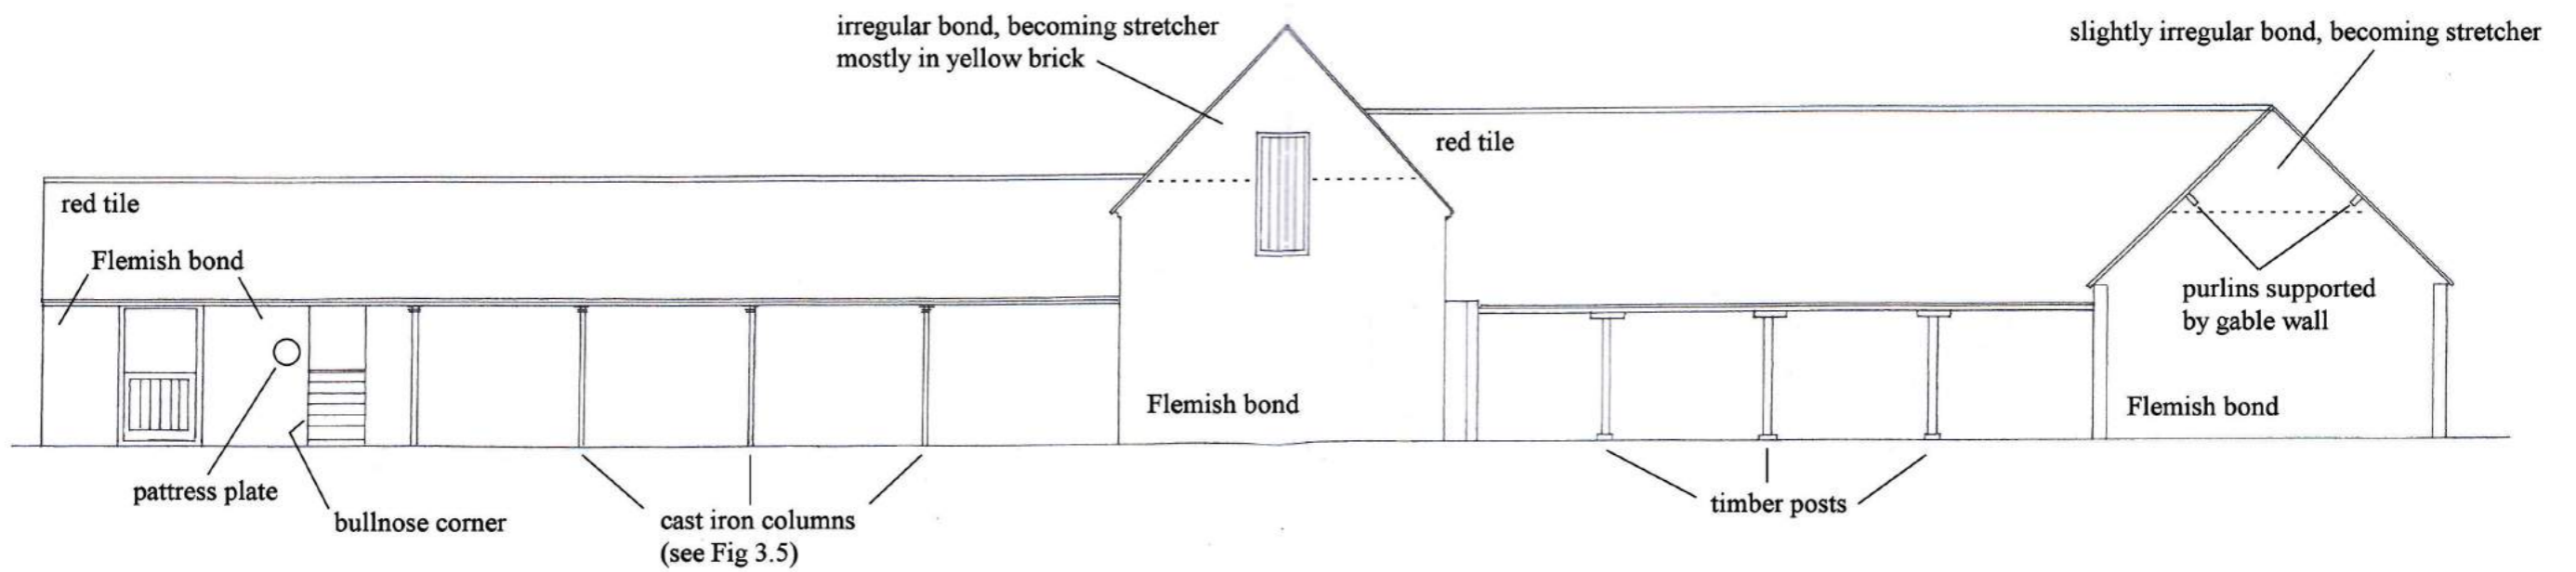 irregular bond, becoming stretcher
mostly in yellow brick
slightly irregular bond, becoming stretcher
red tile
red tile
Flemish bond
purlins supported
by gable wall
Flemish bond
Flemish bond
pattress plate
bullnose corner
cast iron columns
(see Fig 3.5)
timber posts